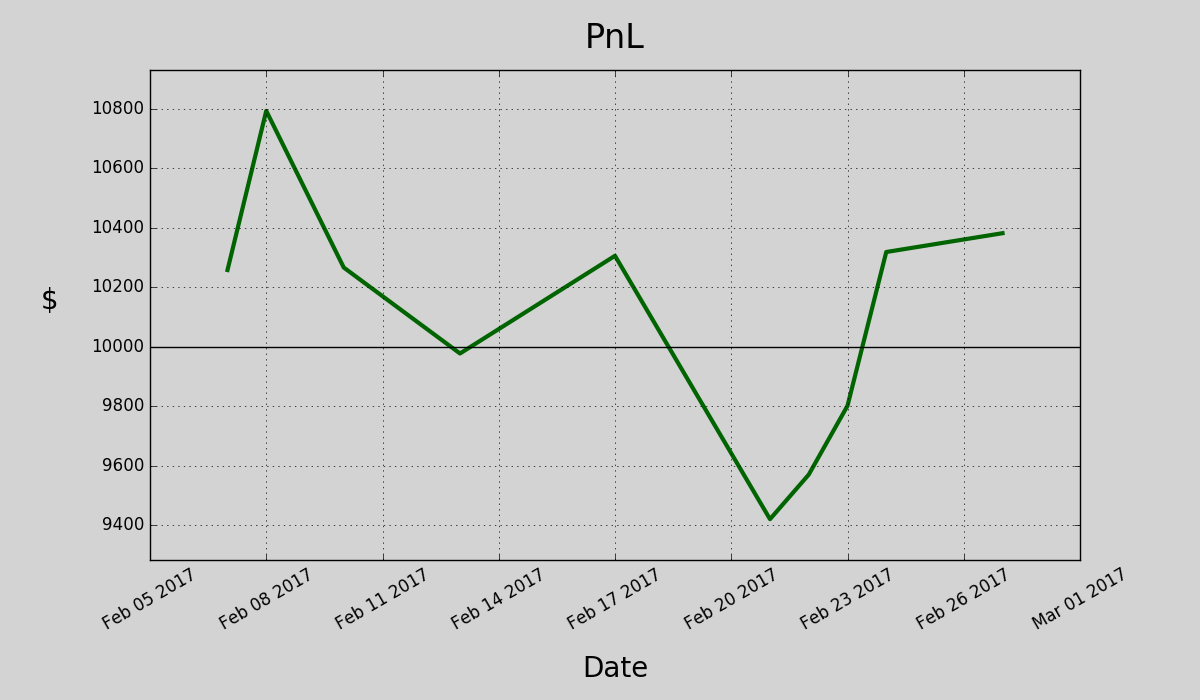 PnL
10800
10600
10400
10200
$
10000
9800
9600
9400
Feb 05 2017
Feb 08 2017
Feb 11 2017
Feb 14 2017
Feb 17 2017
Feb 20 2017
Feb 23 2017
Feb 26 2017
Mar 01 2017
Date